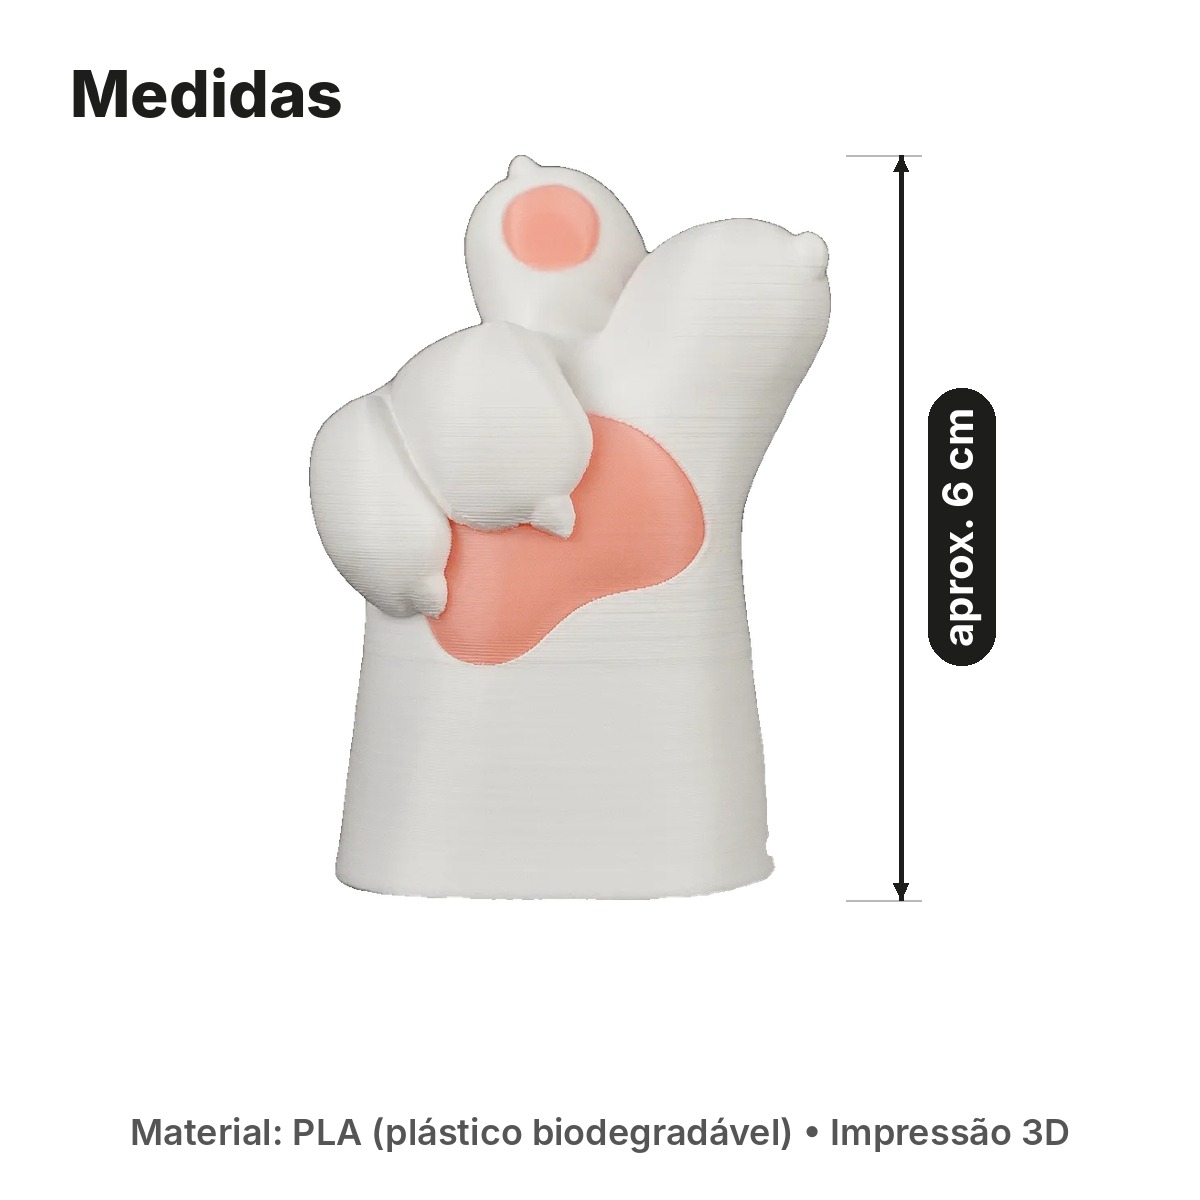 Medidas
aprox. 6 cm
Material: PLA (plástico biodegradável) • Impressão 3D